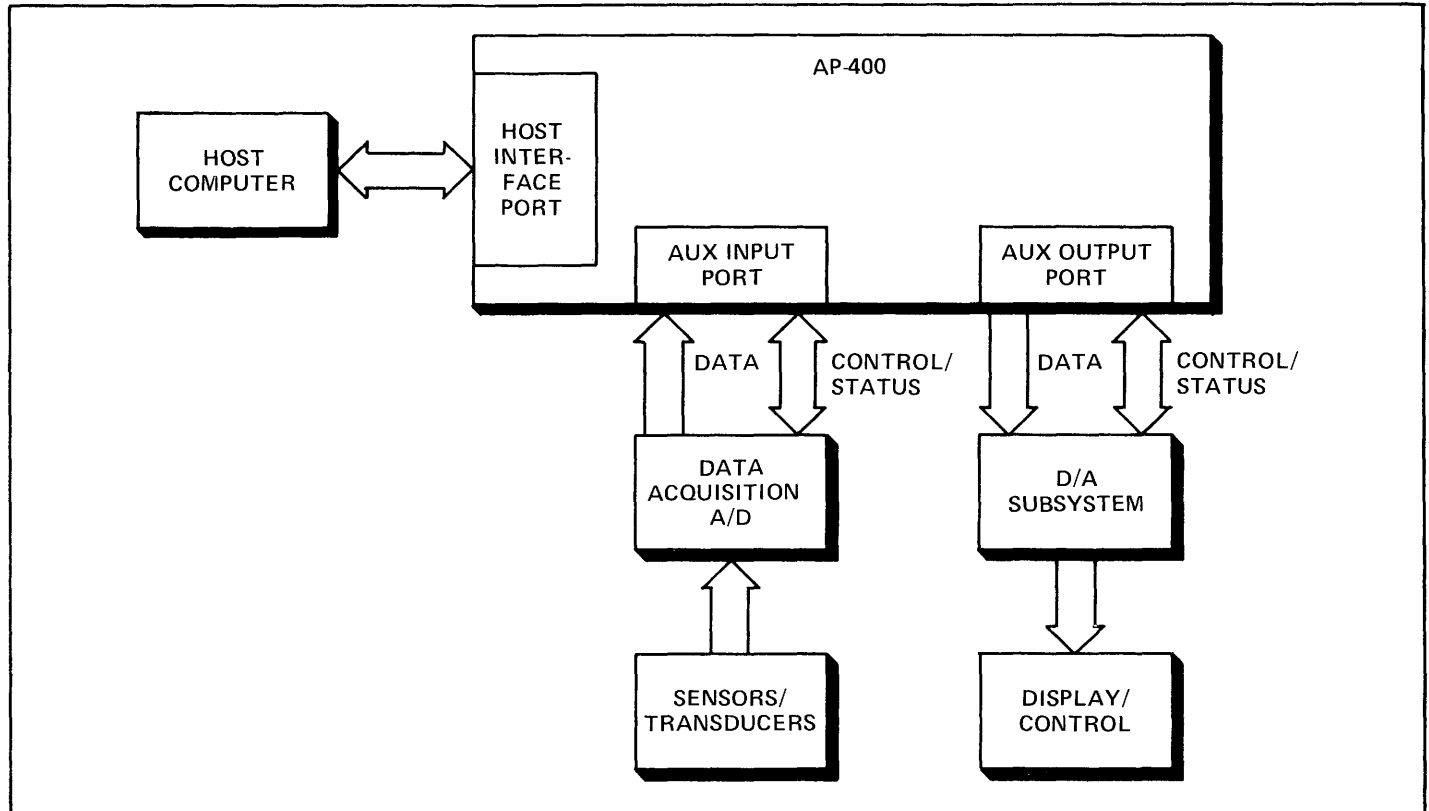 AP-400
HOST
COMPUTER
HOST
INTER-
FACE
PORT
AUX INPUT
PORT
AUX OUTPUT
PORT
DATA
CONTROL/
STATUS
DATA
CONTROL/
STATUS
DATA
ACQUISITION
A/D
D/A
SUBSYSTEM
SENSORS/
TRANSDUCERS
DISPLAY/
CONTROL